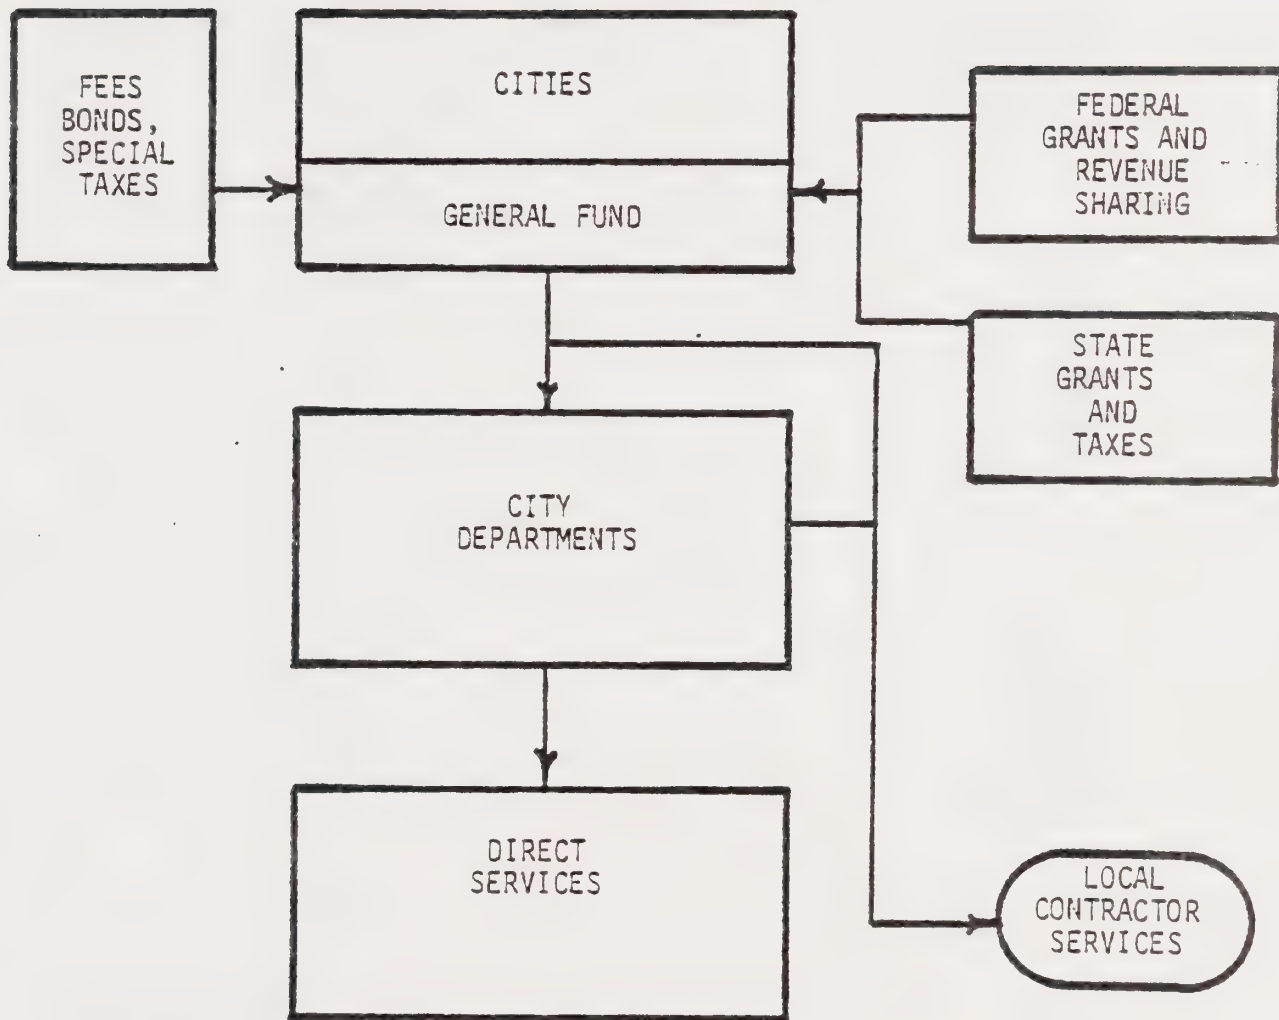 FEES
BONDS,
SPECIAL
TAXES
CITIES
GENERAL FUND
FEDERAL
GRANTS AND
REVENUE
SHARING
STATE
GRANTS
AND
TAXES
CITY
DEPARTMENTS
DIRECT
SERVICES
LOCAL
CONTRACTOR
SERVICES